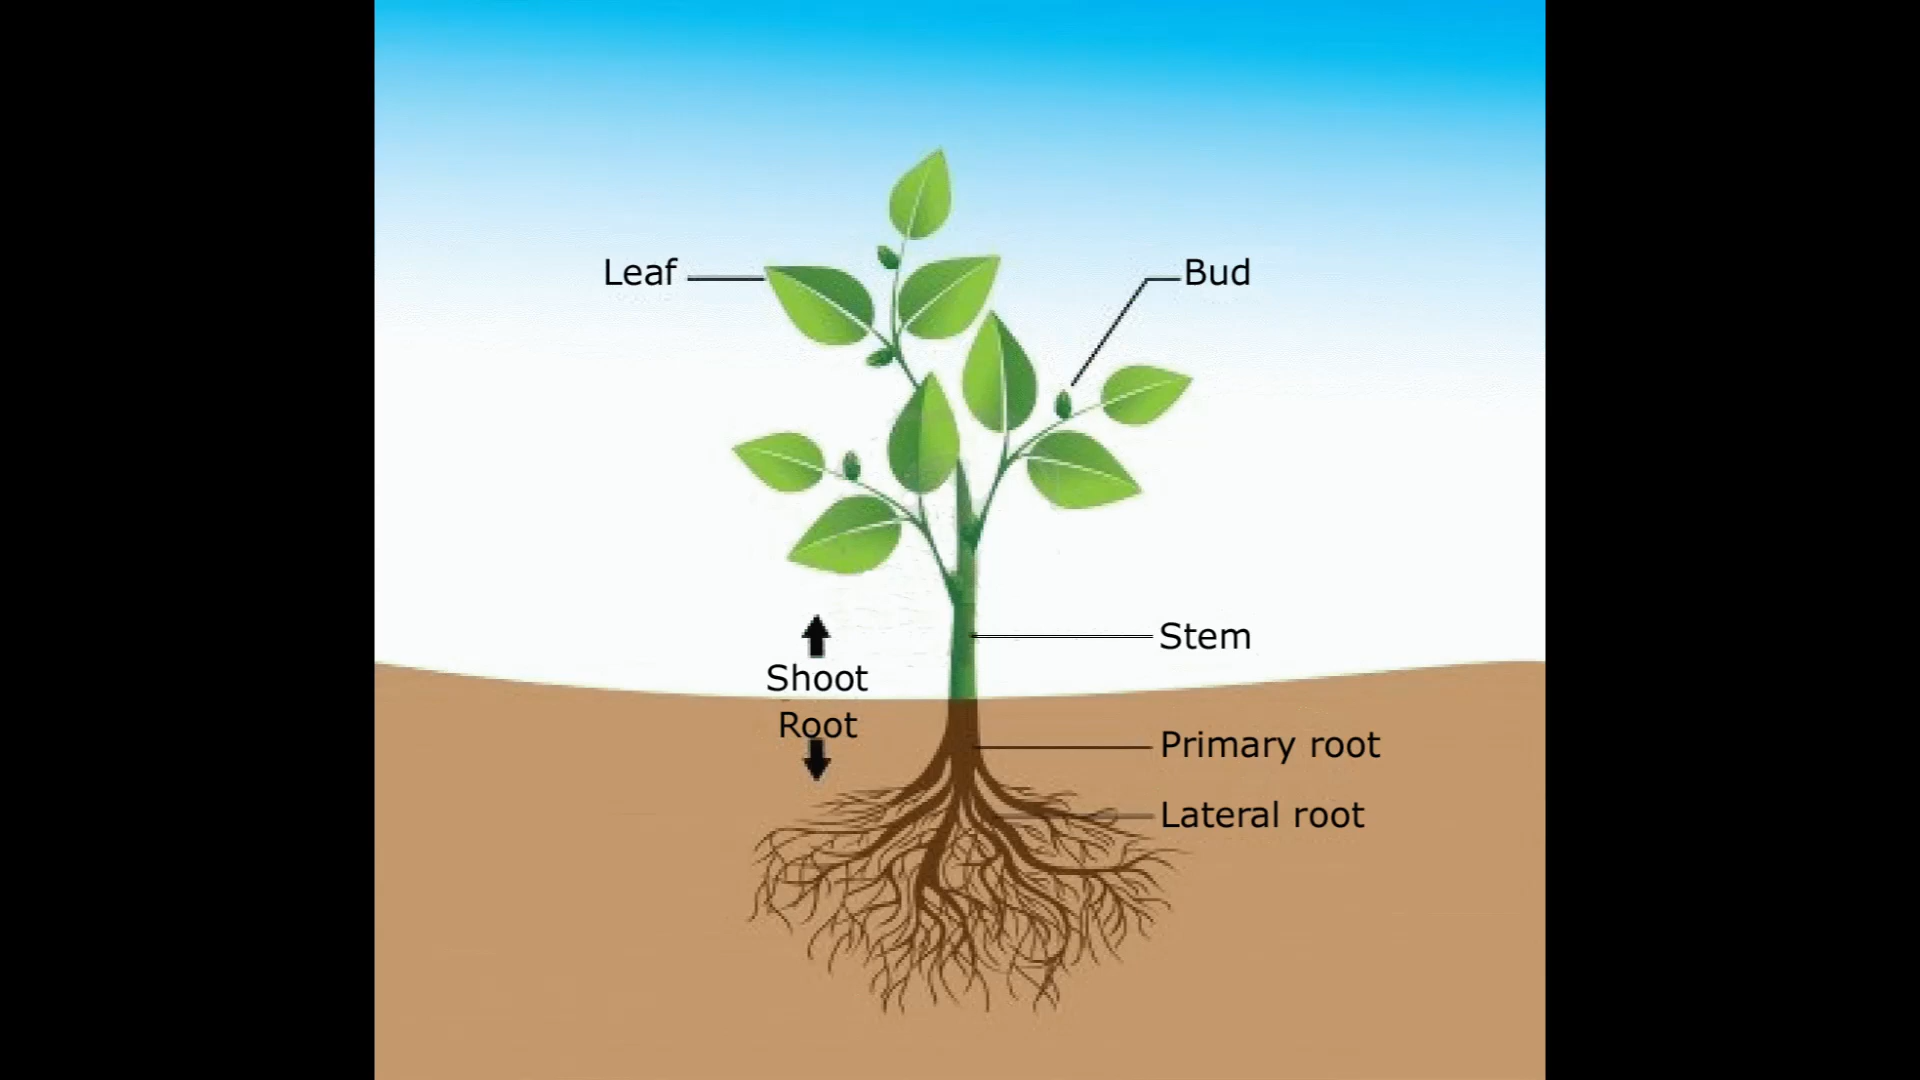 Leaf
Bud
Stem
Shoot
Root
Primary root
Lateral root